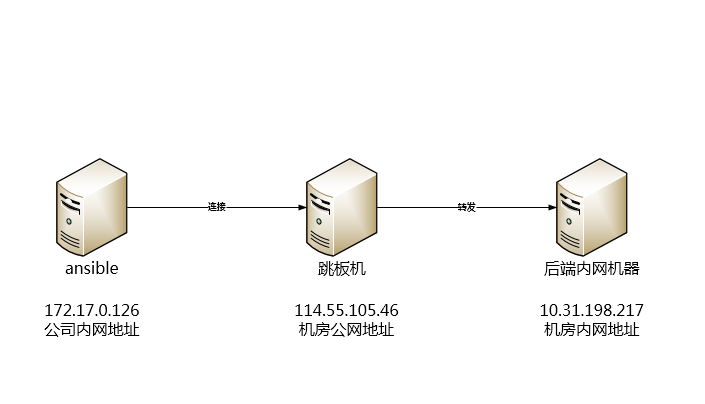 连接
转发
ansible
跳板机
后端内网机器
172.17.0.126
114.55.105.46
10.31.198.217
公司内网地址
机房公网地址
机房内网地址